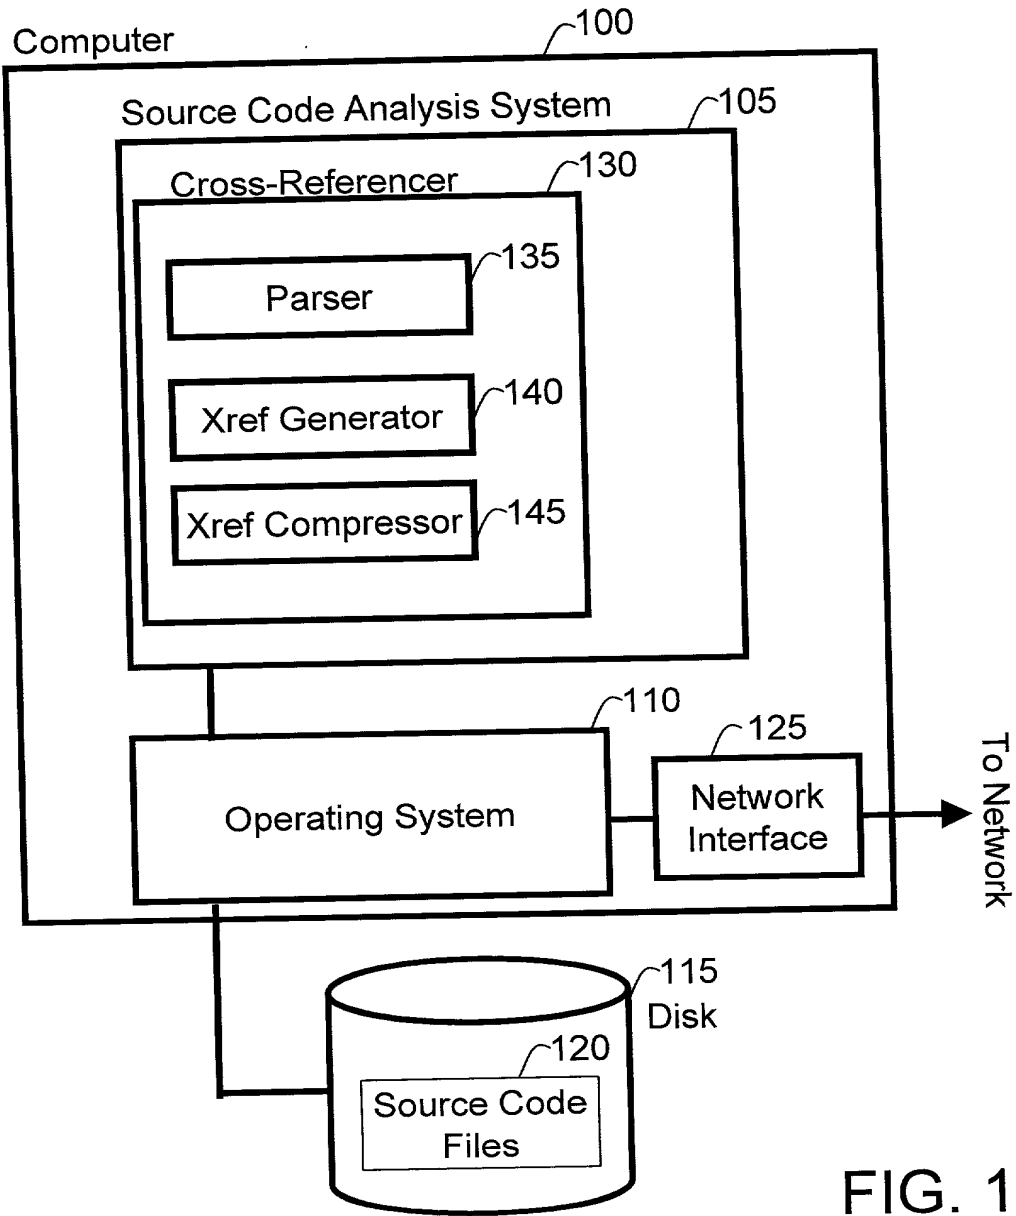 100
Computer
Source Code Analysis System
105
Cross-Referencer
130
135
Parser
140
Xref Generator
145
Xref Compressor
110
Operating System
125
Network
Interface
To Network
115
Disk
120
Source Code
Files
FIG. 1